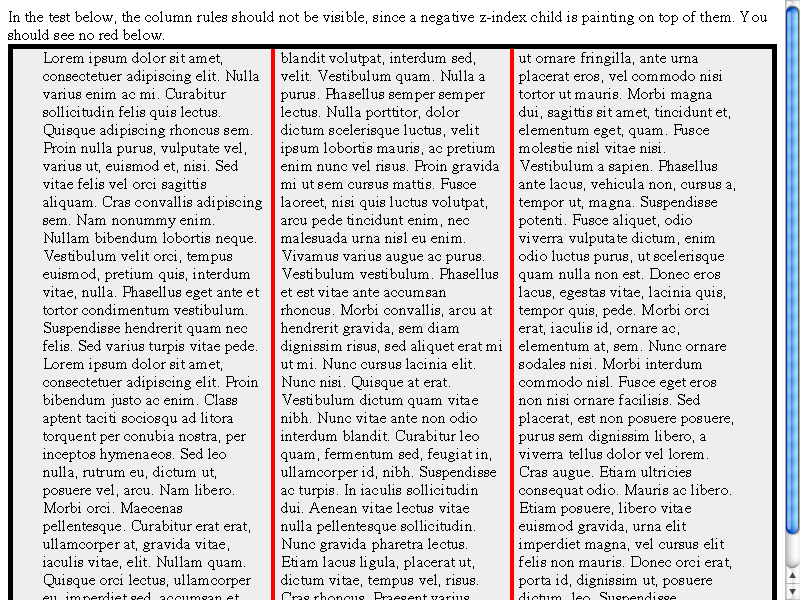 In the test below, the column rules should not be visible, since a negative z-index child is painting on top of them. You
should see no red below.
Lorem ipsum dolor sit amet,
consectetuer adipiscing elit. Nulla
varius enim ac mi. Curabitur
sollicitudin felis quis lectus.
Quisque adipiscing rhoncus sem.
Proin nulla purus, vulputate vel,
varius ut, euismod et, nisi. Sed
vitae felis vel orci sagittis
aliquam. Cras convallis adipiscing
sem. Nam nonummy enim.
Nullam bibendum lobortis neque.
Vestibulum velit orci, tempus
euismod, pretium quis, interdum
vitae, nulla. Phasellus eget ante et
tortor condimentum vestibulum.
Suspendisse hendrerit quam nec
felis. Sed varius turpis vitae pede.
Lorem ipsum dolor sit amet,
consectetuer adipiscing elit. Proin
bibendum justo ac enim. Class
aptent taciti sociosqu ad litora
torquent per conubia nostra, per
inceptos hymenaeos. Sed leo
nulla, rutrum eu, dictum ut,
posuere vel, arcu. Nam libero.
Morbi orci. Maecenas
pellentesque. Curabitur erat erat,
ullamcorper at, gravida vitae,
iaculis vitae, elit. Nullam quam.
Quisque orci lectus, ullamcorper
eu, imperdiet sed, accumsan et
blandit volutpat, interdum sed,
velit. Vestibulum quam. Nulla a
purus. Phasellus semper semper
lectus. Nulla porttitor, dolor
dictum scelerisque luctus, velit
ipsum lobortis mauris, ac pretium
enim nunc vel risus. Proin gravida
mi ut sem cursus mattis. Fusce
laoreet, nisi quis luctus volutpat,
arcu pede tincidunt enim, nec
malesuada urna nisl eu enim.
Vivamus varius augue ac purus.
Vestibulum vestibulum. Phasellus
et est vitae ante accumsan
rhoncus. Morbi convallis, arcu at
hendrerit gravida, sem diam
dignissim risus, sed aliquet erat mi
ut mi. Nunc cursus lacinia elit.
Nunc nisi. Quisque at erat.
Vestibulum dictum quam vitae
nibh. Nunc vitae ante non odio
interdum blandit. Curabitur leo
quam, fermentum sed, feugiat in,
ullamcorper id, nibh. Suspendisse
ac turpis. In iaculis sollicitudin
dui. Aenean vitae lectus vitae
nulla pellentesque sollicitudin.
Nunc gravida pharetra lectus.
Etiam lacus ligula, placerat ut,
dictum vitae, tempus vel, risus.
Cras rhoncus. Praesent varius
ut ornare fringilla, ante urna
placerat eros, vel commodo nisi
tortor ut mauris. Morbi magna
dui, sagittis sit amet, tincidunt et,
elementum eget, quam. Fusce
molestie nisl vitae nisi.
Vestibulum a sapien. Phasellus
ante lacus, vehicula non, cursus a,
tempor ut, magna. Suspendisse
potenti. Fusce aliquet, odio
viverra vulputate dictum, enim
odio luctus purus, ut scelerisque
quam nulla non est. Donec eros
lacus, egestas vitae, lacinia quis,
tempor quis, pede. Morbi orci
erat, iaculis id, ornare ac,
elementum at, sem. Nunc ornare
sodales nisi. Morbi interdum
commodo nisl. Fusce eget eros
non nisi ornare facilisis. Sed
placerat, est non posuere posuere,
purus sem dignissim libero, a
viverra tellus dolor vel lorem.
Cras augue. Etiam ultricies
consequat odio. Mauris ac libero.
Etiam posuere, libero vitae
euismod gravida, urna elit
imperdiet magna, vel cursus elit
felis non mauris. Donec orci erat,
porta id, dignissim ut, posuere
dictum, leo. Suspendisse